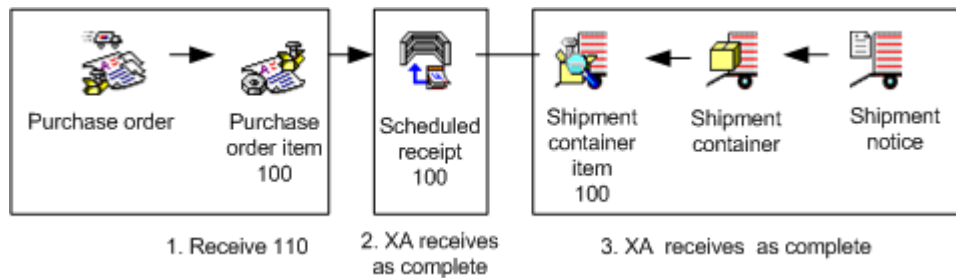 Purchase order
Purchase
order item
100
Scheduled
receipt
100
Shipment
container
item
100
Shipment
container
Shipment
notice
1. Receive 110
2. XA receives
as complete
3. XA receives as complete